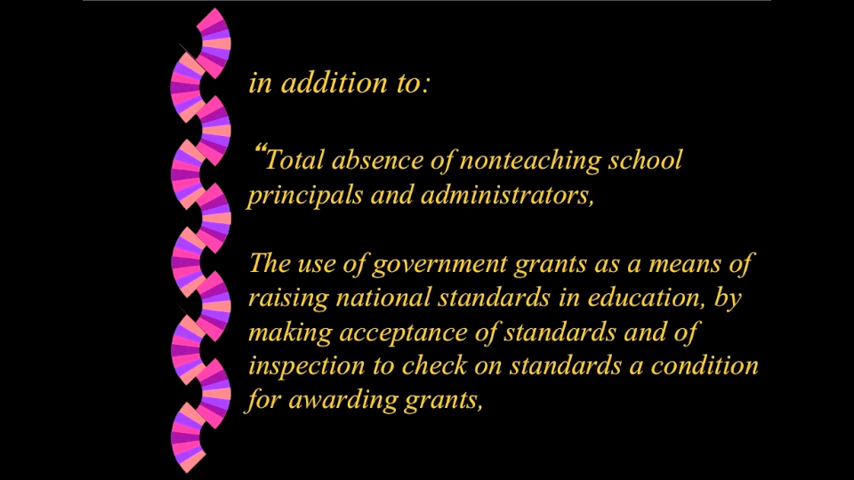 in addition to:
“Total absence of nonteaching school
principals and administrators,
The use of government grants as a means of
raising national standards in education, by
making acceptance of standards and of
inspection to check on standards a condition
for awarding grants,